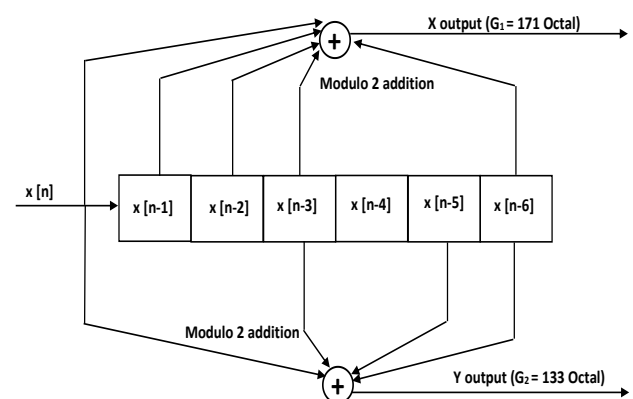 X output (G₁ = 171 Octal)
+
Modulo 2 addition
x [n]
x [n-1] x [n-2] x [n-3] x [n-4] x [n-5] x [n-6]
Modulo 2 addition
+
Y output (G₂ = 133 Octal)